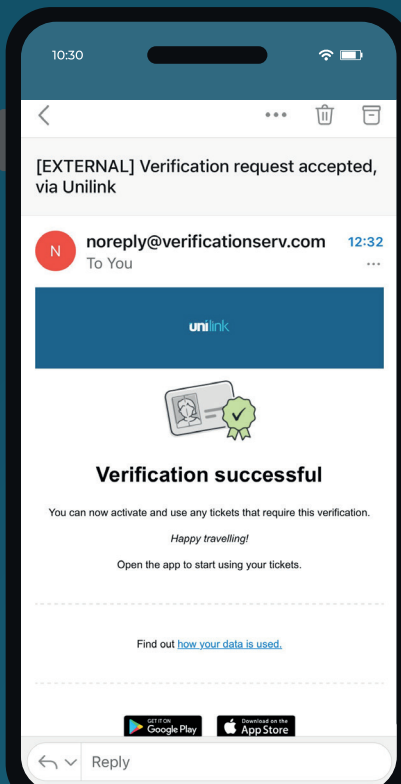 10:30
[EXTERNAL] Verification request accepted,
via Unilink
N
noreply@verificationserv.com 12:32
To You
unilink
Verification successful
You can now activate and use any tickets that require this verification.
Happy travelling!
Open the app to start using your tickets.
Find out how your data is used.
GET IT ON
Google Play
Download on the
App Store
Reply